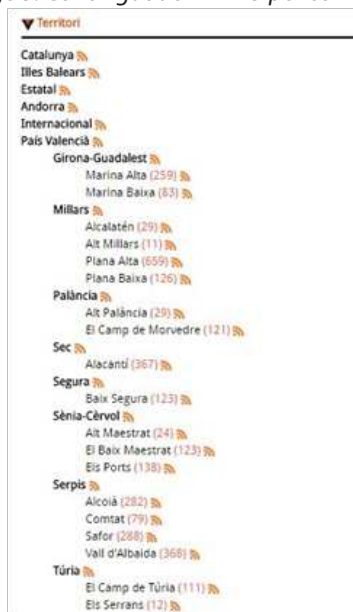 Territori
Catalunya
Illes Balears
Estatal
Andorra
Internacional
País Valencià
Girona-Guadalest
Marina Alta (259)
Marina Baixa (83)
Millars
Alcalatén (29)
Alt Millars (11)
Plana Alta (659)
Plana Baixa (126)
Palància
Alt Palància (29)
El Camp de Morvedre (121)
Sec
Alacantí (367)
Segura
Baix Segura (123)
Sènia-Cèrvol
Alt Maestrat (24)
El Baix Maestrat (123)
Els Ports (138)
Serpis
Alcoià (282)
Comtat (79)
Safor (288)
Vall d'Albaida (368)
Túria
El Camp de Túria (111)
Els Serrans (12)